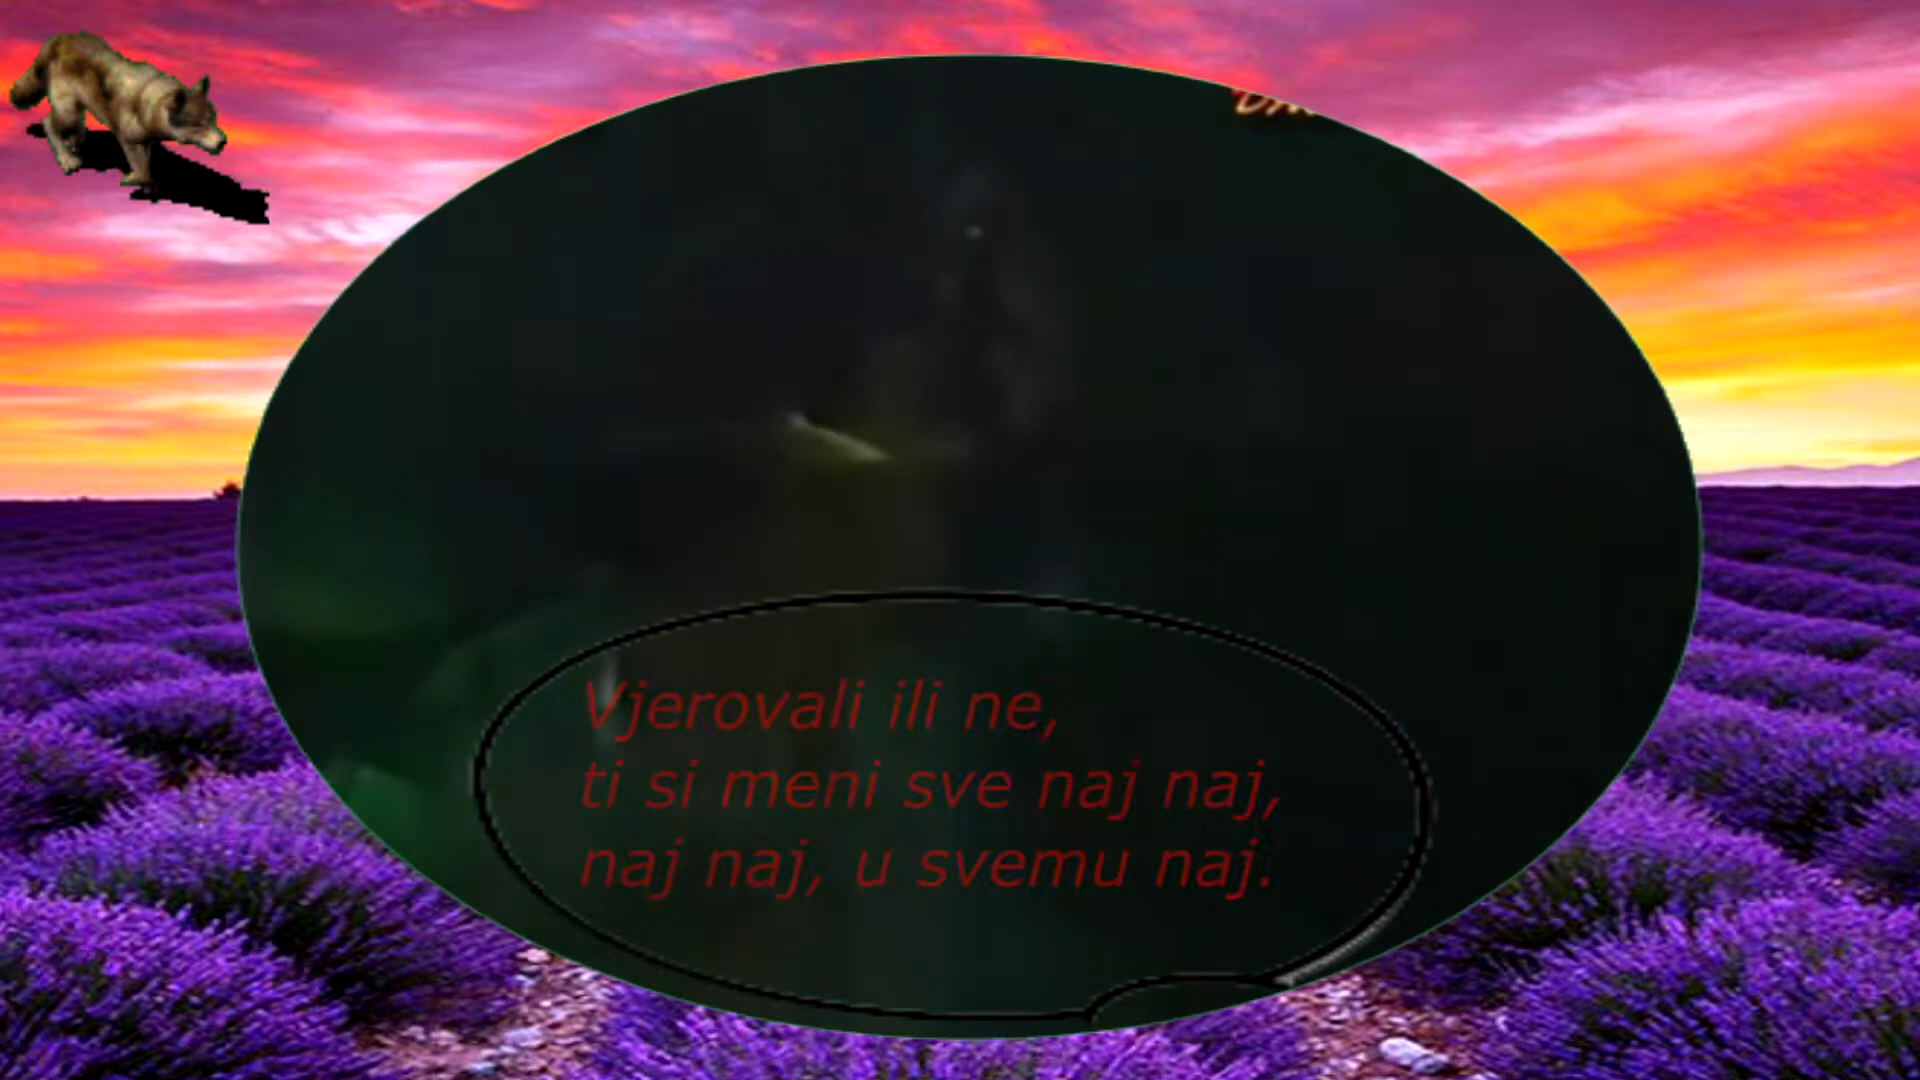 Vjerovali ili ne,
ti si meni sve naj naj,
naj naj, u svemu naj.